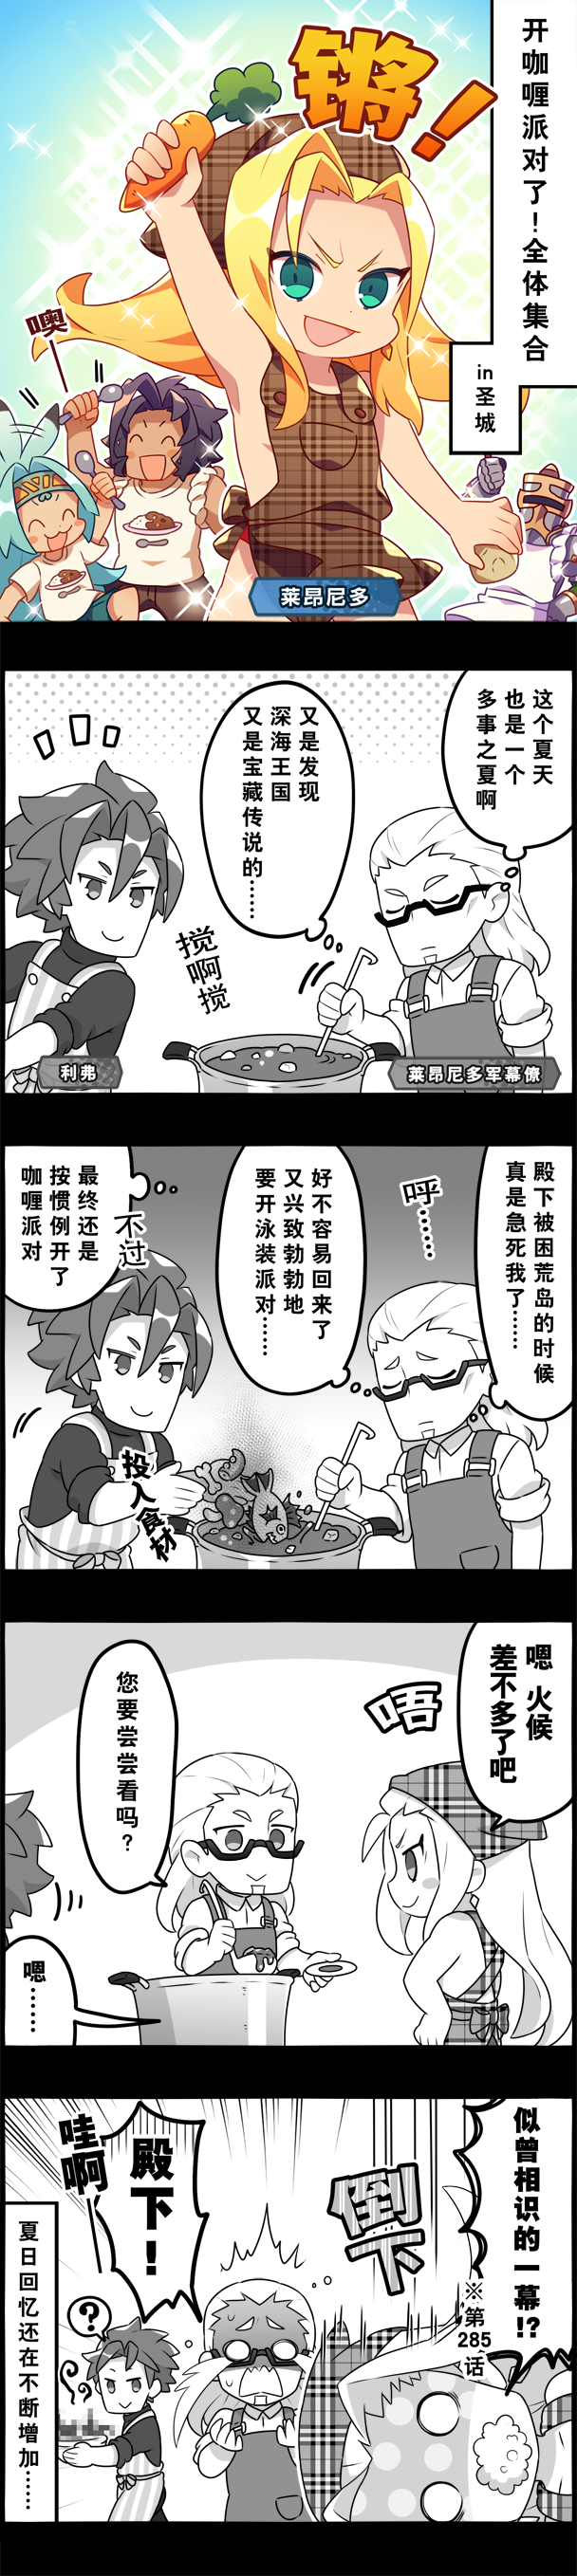 开咖喱派对了！全体集合
in
圣城
锵！
噢——
莱昂尼多
这个夏天
也是一个
多事之夏啊
又是发现
深海王国
又是宝藏传说的……
搅啊搅
利弗
莱昂尼多军幕僚
殿下被困荒岛的时候
真是急死我了……
呼……
好不容易回来了
又兴致勃勃地
要开泳装派对……
不过
最终还是
按惯例开了
咖喱派对
投入食材
嗯 火候
差不多了吧
唔
您要尝尝看吗？
嗯……
似曾相识的一幕!?
※第
285
话
倒下
殿下！
哇啊
?
夏日回忆还在不断增加……